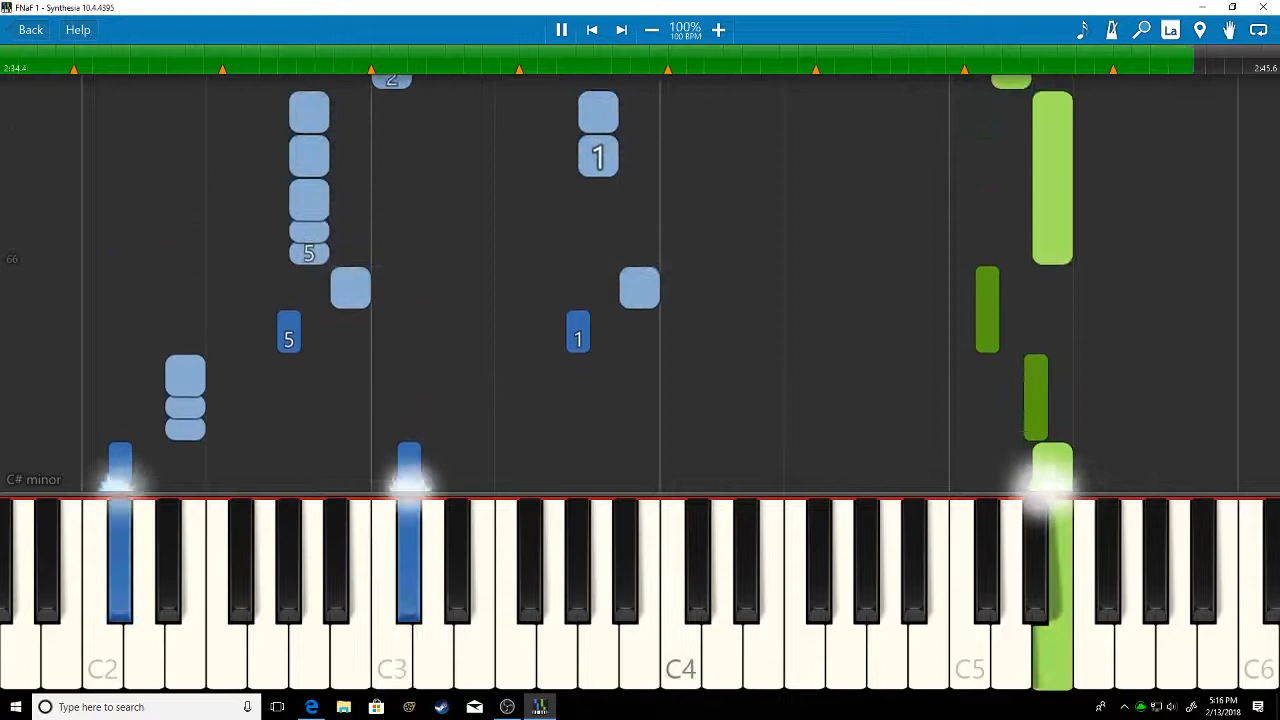 FNaF 1 - Synthesia 10.4.4395
Back
Help
100%
100 BPM
La
2:34.4
2:45.6
2
1
5
66
5
1
C# minor
C2
C3
C4
C5
C6
Type here to search
5:16 PM
2/13/2018